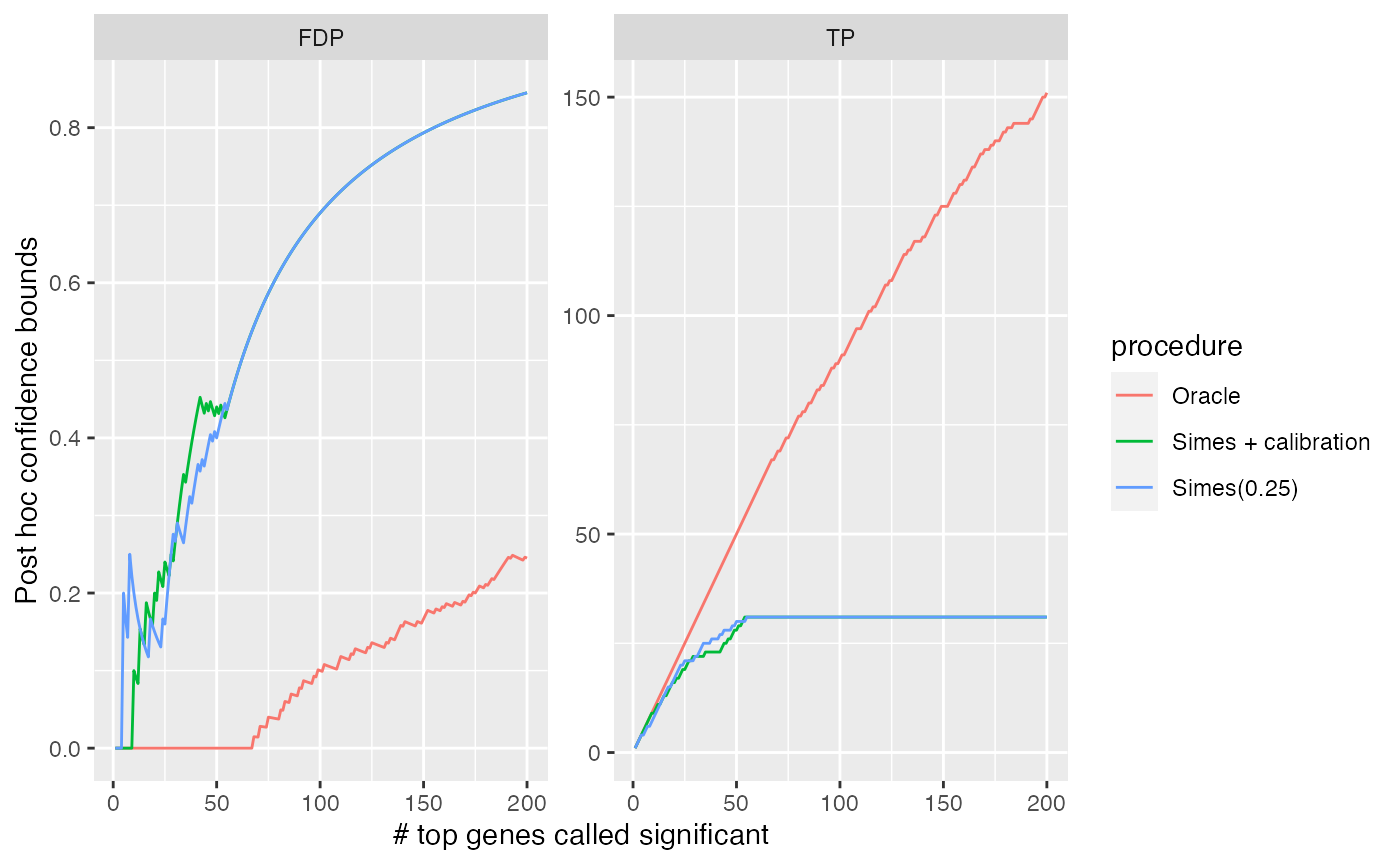 FDP
TP
Post hoc confidence bounds
0.8
0.6
0.4
0.2
0.0
150
100
50
0
0 50 100 150 200
0 50 100 150 200
# top genes called significant
procedure
Oracle
Simes + calibration
Simes(0.25)